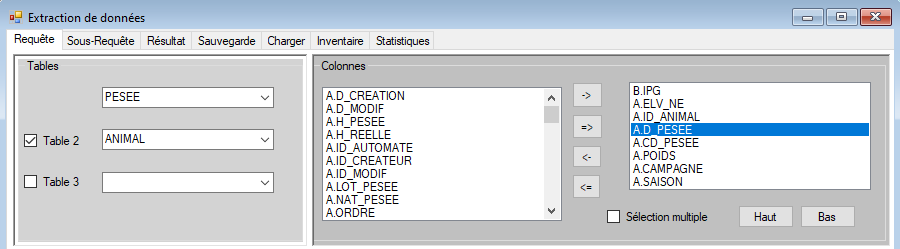 Extraction de données
Requête Sous-Requête Résultat Sauvegarde Charger Inventaire Statistiques
Tables
PESEE
Table 2 ANIMAL
Table 3
Colonnes
A.D_CREATION
A.D_MODIF
A.H_PESEE
A.H_REELLE
A.ID_AUTOMATE
A.ID_CREATEUR
A.ID_MODIF
A.LOT_PESEE
A.NAT_PESEE
A.ORDRE
->
=>
<-
<=
B.IPG
A.ELV_NE
A.ID_ANIMAL
A.D_PESEE
A.CD_PESEE
A.POIDS
A.CAMPAGNE
A.SAISON
Sélection multiple Haut Bas